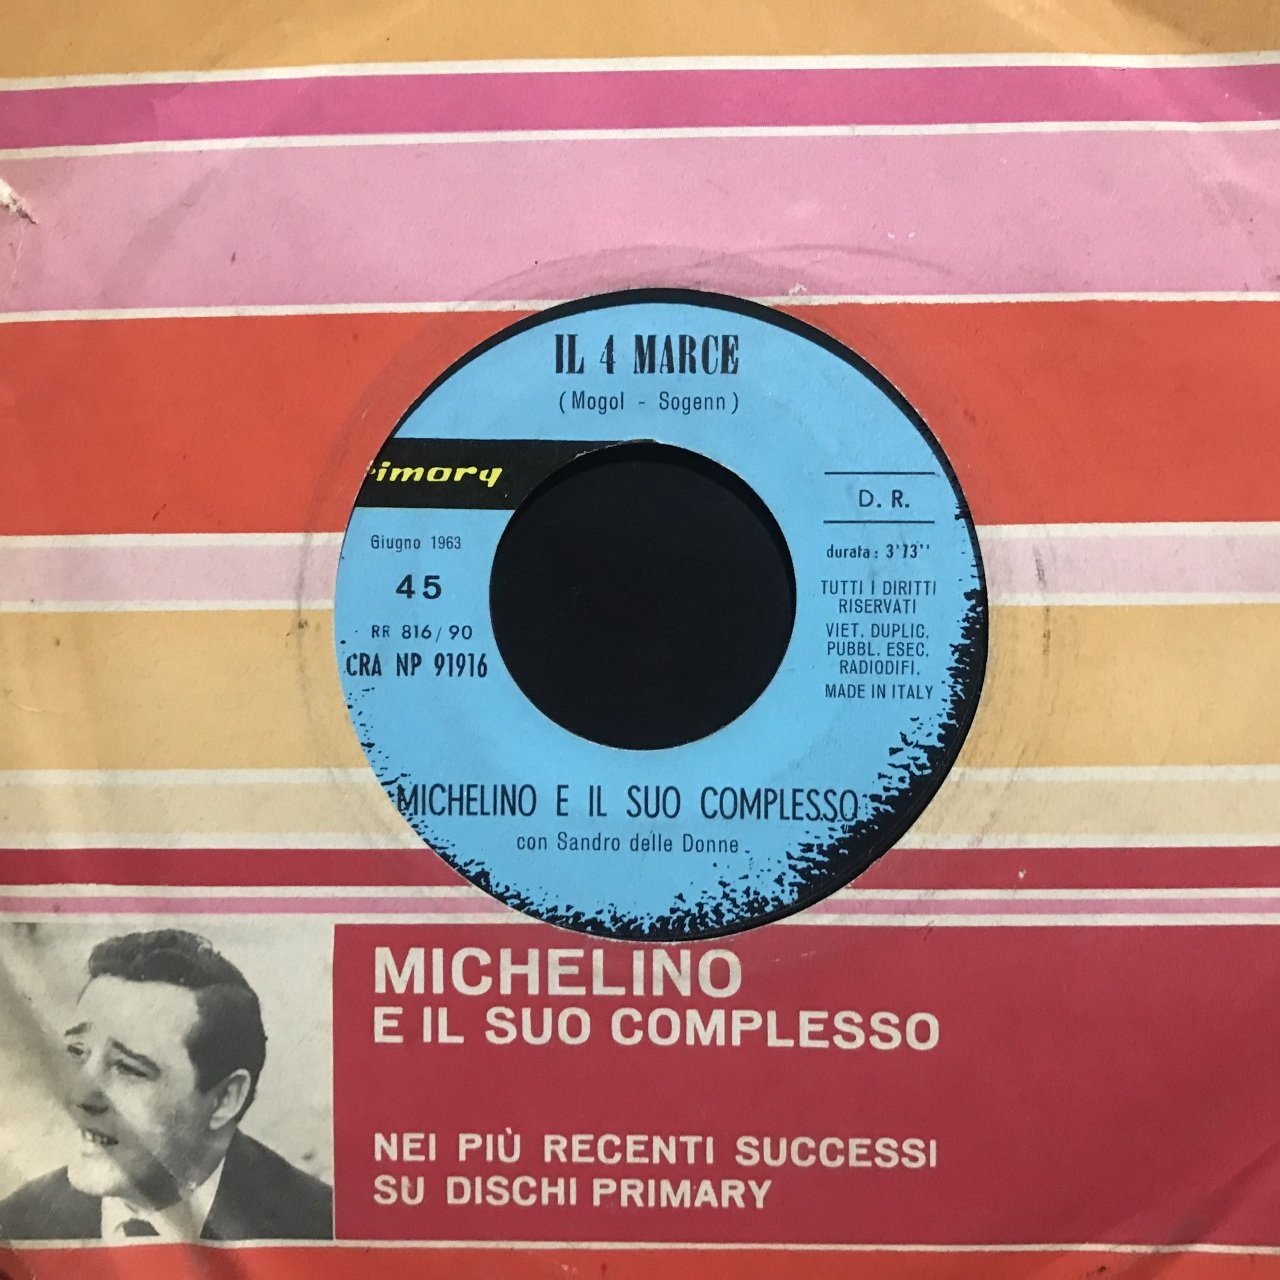 IL 4 MARCE
(Mogol - Sogenn)
rimary
Giugno 1963
45
RR 816/90
CRA NP 91916
D. R.
durata: 3'13''
TUTTI I DIRITTI
RISERVATI
VIET. DUPLIC.
PUBBL. ESEC.
RADIODIFI.
MADE IN ITALY
MICHELINO E IL SUO COMPLESSO
con Sandro delle Donne
MICHELINO
E IL SUO COMPLESSO
NEI PIÙ RECENTI SUCCESSI
SU DISCHI PRIMARY